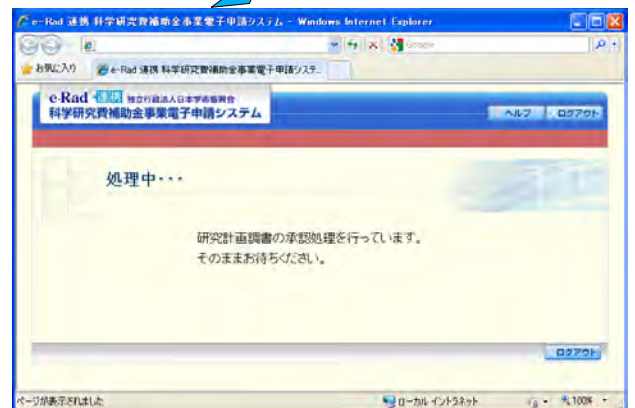 e-Rad 連携 科学研究費補助金事業電子申請システム - Windows Internet Explorer
Google
お気に入り
e-Rad 連携 科学研究費補助金事業電子申請システ...
e-Rad 連携 独立行政法人日本学術振興会
科学研究費補助金事業電子申請システム
ヘルプ ログアウト
処理中・・・
研究計画調書の承認処理を行っています。
そのままお待ちください。
ログアウト
ページが表示されました
ローカル イントラネット
100%